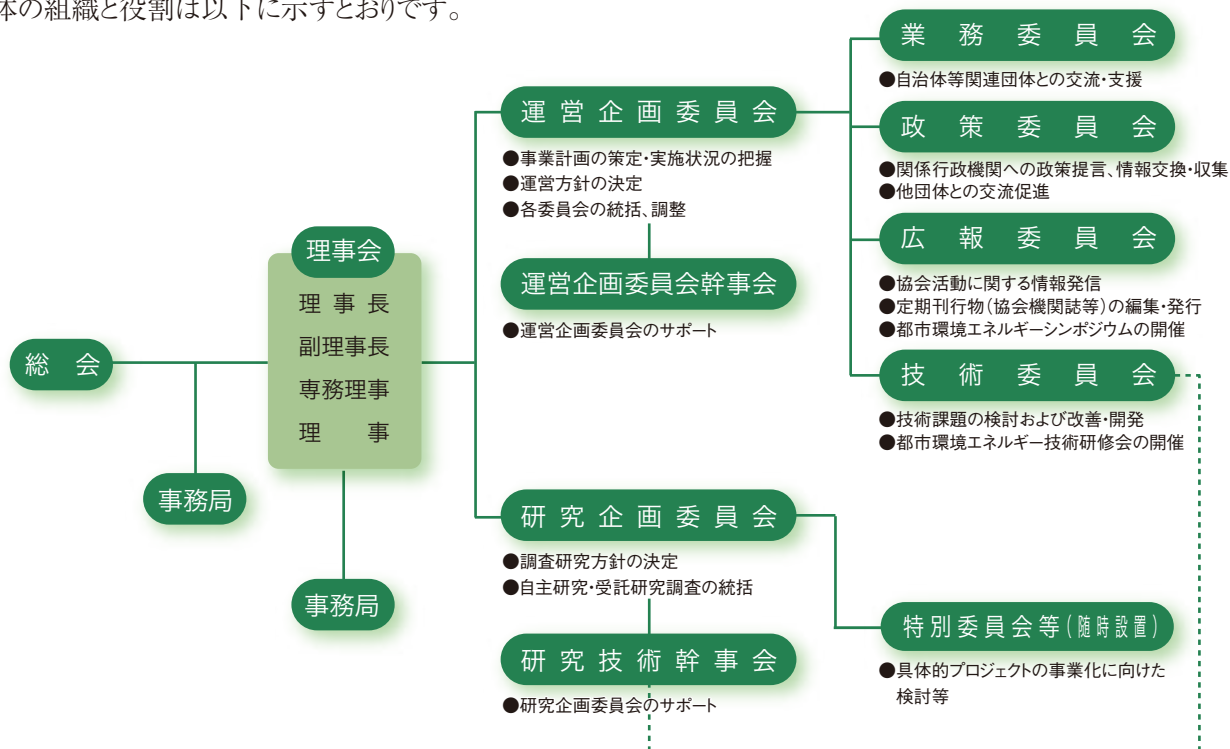 体の組織と役割は以下に示すとおりです。
総会
事務局
理事会
理事長
副理事長
専務理事
理事
事務局
運営企画委員会
●事業計画の策定・実施状況の把握
●運営方針の決定
●各委員会の統括、調整
運営企画委員会幹事会
●運営企画委員会のサポート
業務委員会
●自治体等関連団体との交流・支援
政策委員会
●関係行政機関への政策提言、情報交換・収集
●他団体との交流促進
広報委員会
●協会活動に関する情報発信
●定期刊行物（協会機関誌等）の編集・発行
●都市環境エネルギーシンポジウムの開催
技術委員会
●技術課題の検討および改善・開発
●都市環境エネルギー技術研修会の開催
研究企画委員会
●調査研究方針の決定
●自主研究・受託研究調査の統括
研究技術幹事会
●研究企画委員会のサポート
特別委員会等（随時設置）
●具体的プロジェクトの事業化に向けた
検討等